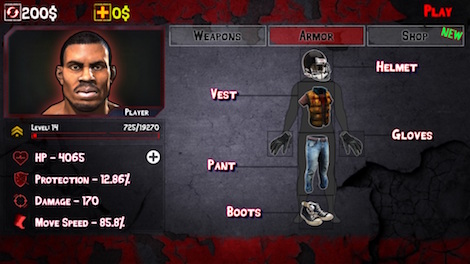 200$
0$
Play
Weapons
Armor
Shop
NEW
Player
Level: 14
725/19270
HP - 4065
Protection - 12.86%
Damage - 170
Move Speed - 85.8%
Helmet
Vest
Gloves
Pant
Boots